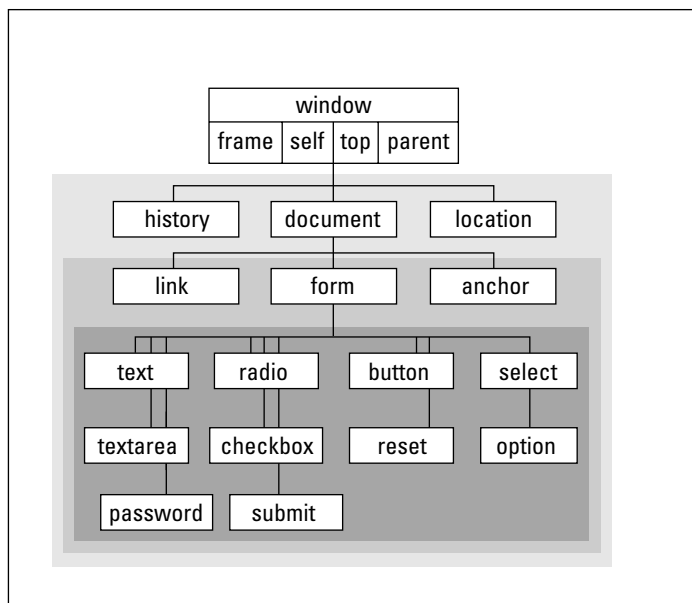 window
frame self top parent
history document location
link form anchor
text radio button select
textarea checkbox reset option
password submit